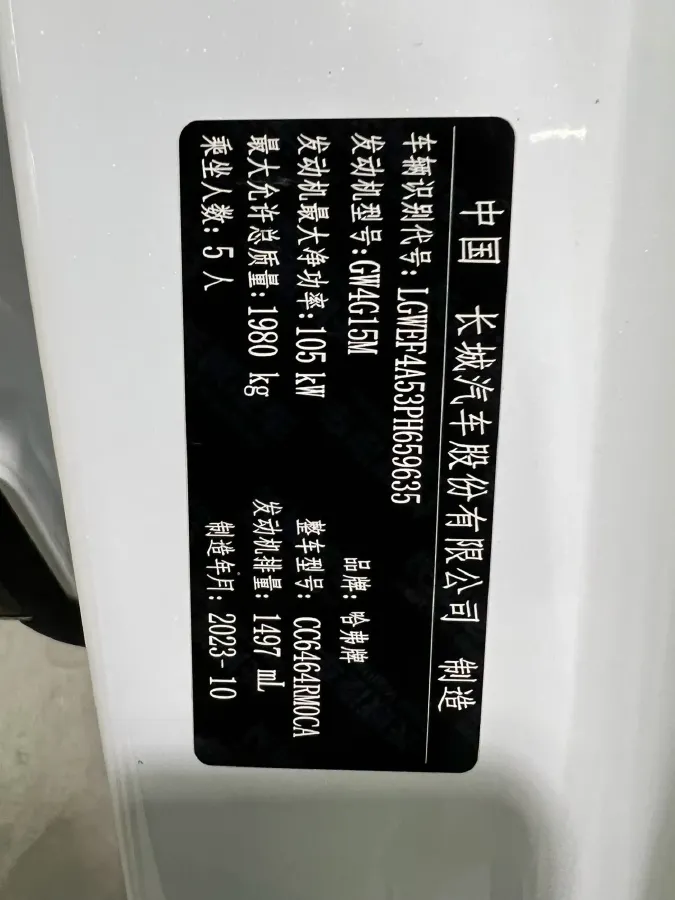 中国 长城汽车股份有限公司 制造
车辆识别代号：LGWEF4A53PH659635
发动机型号：GW4G15M 品牌：哈弗牌
发动机最大净功率：105 kW 整车型号：CC6464RM0CA
最大允许总质量：1980 kg 发动机排量：1497 mL
乘坐人数：5 人 制造年月：2023-10